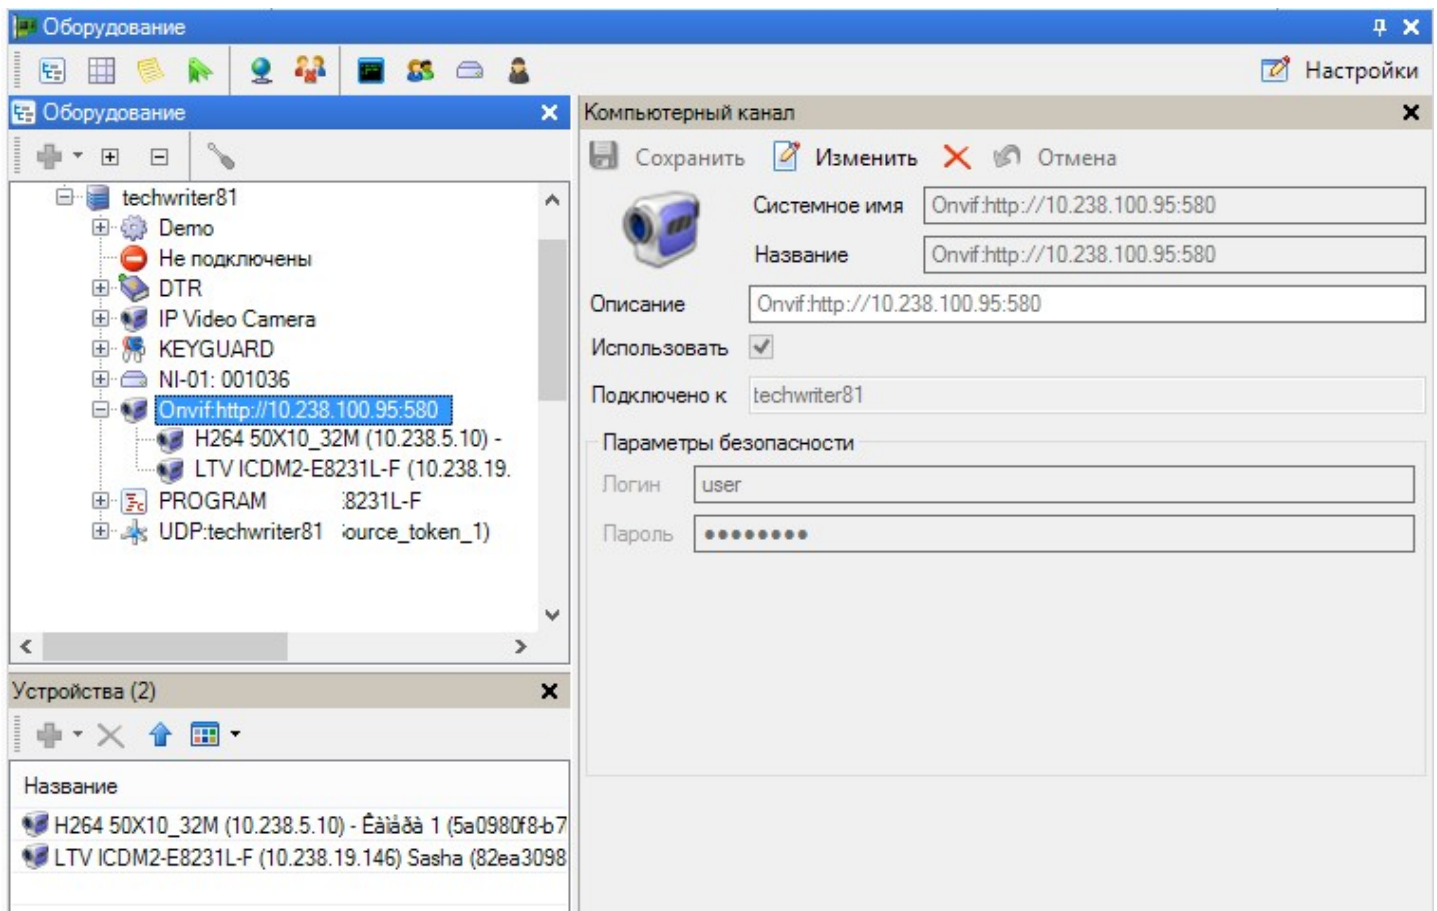 Оборудование
Настройки
Оборудование
techwriter81
Demo
Не подключены
DTR
IP Video Camera
KEYGUARD
NI-01: 001036
Onvif:http://10.238.100.95:580
H264 50X10_32M (10.238.5.10) -
LTV ICDM2-E8231L-F (10.238.19.
PROGRAM 8231L-F
UDP:techwriter81 ource_token_1)
Устройства (2)
Название
H264 50X10_32M (10.238.5.10) - Êàìåðà 1 (5a0980f8-b7
LTV ICDM2-E8231L-F (10.238.19.146) Sasha (82ea3098
Компьютерный канал
Сохранить Изменить Отмена
Системное имя Onvif:http://10.238.100.95:580
Название Onvif:http://10.238.100.95:580
Описание Onvif:http://10.238.100.95:580
Использовать
Подключено к techwriter81
Параметры безопасности
Логин user
Пароль ●●●●●●●●